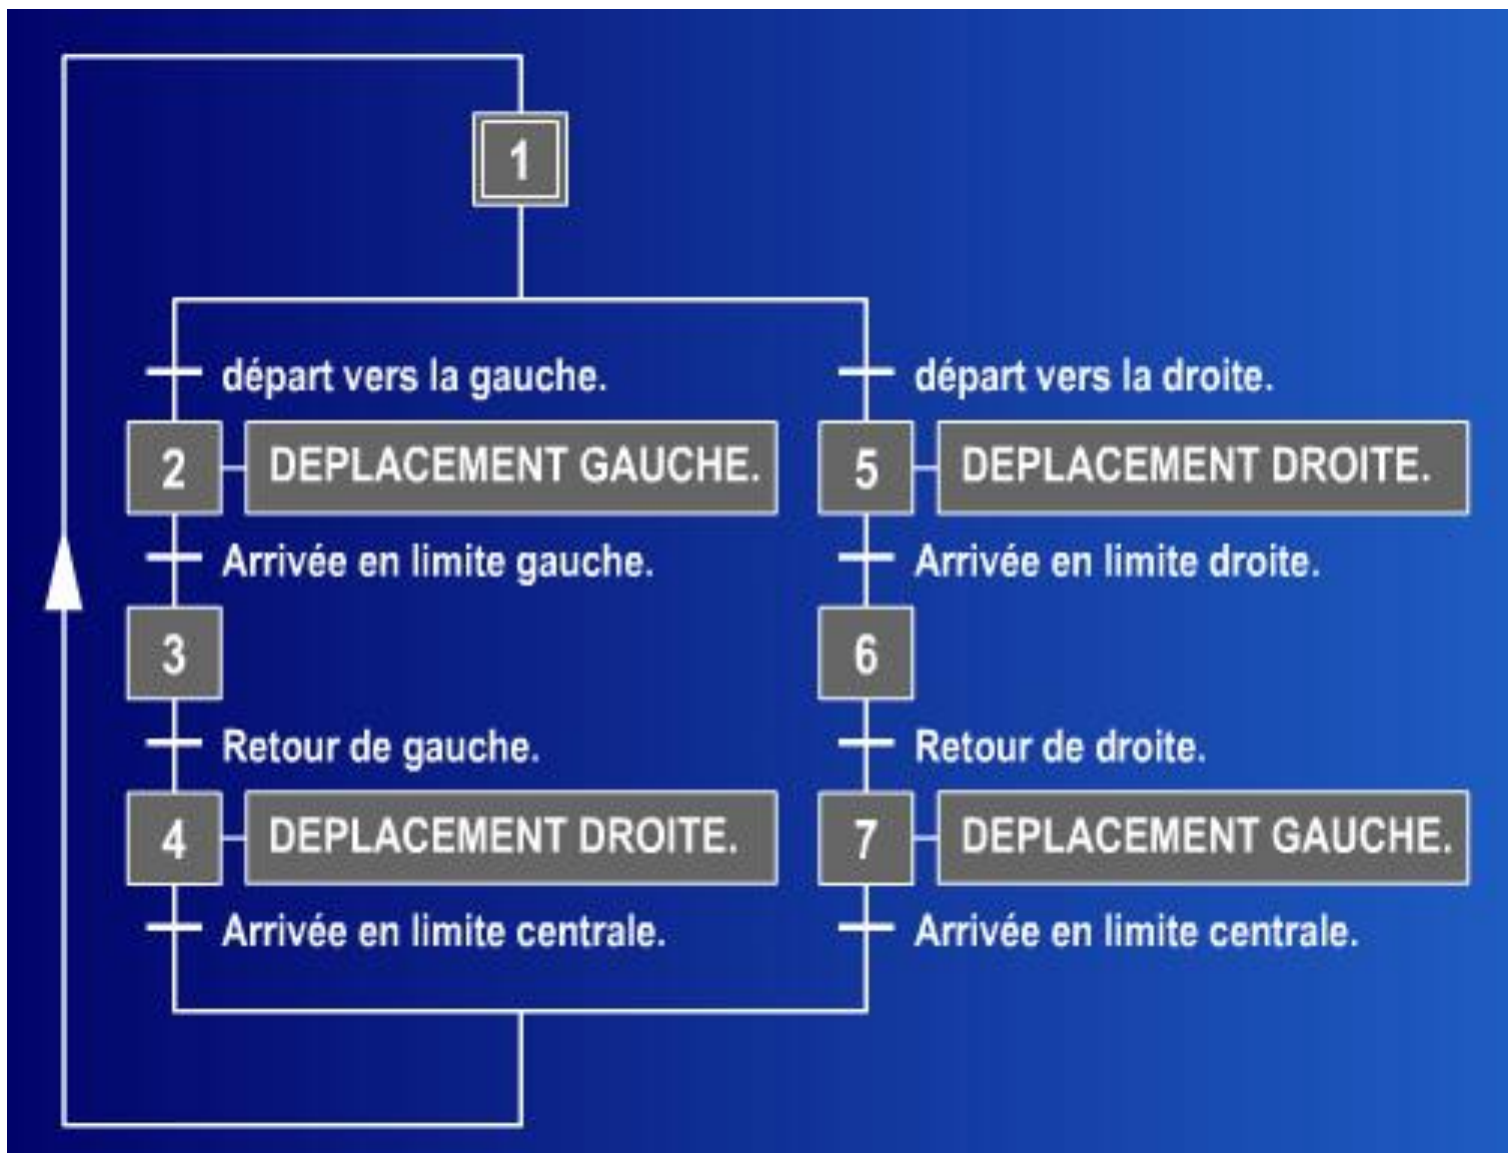 1
départ vers la gauche.
départ vers la droite.
2
DEPLACEMENT GAUCHE.
5
DEPLACEMENT DROITE.
Arrivée en limite gauche.
Arrivée en limite droite.
3
6
Retour de gauche.
Retour de droite.
4
DEPLACEMENT DROITE.
7
DEPLACEMENT GAUCHE.
Arrivée en limite centrale.
Arrivée en limite centrale.